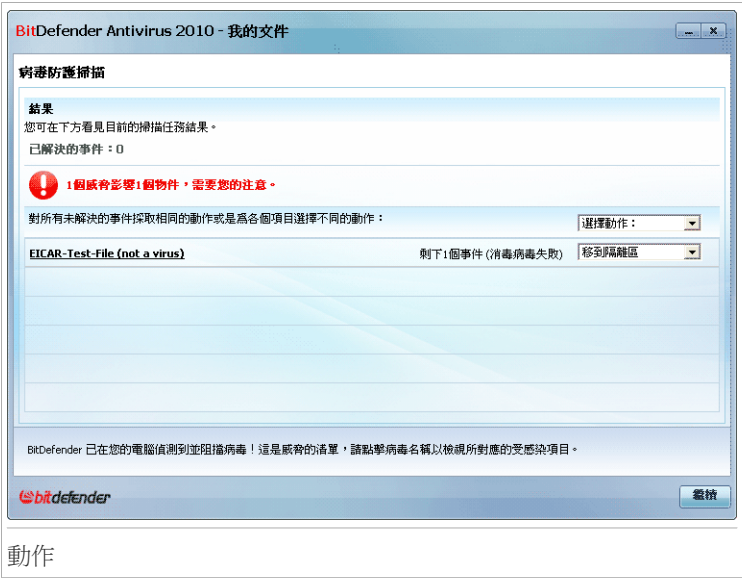 BitDefender Antivirus 2010 - 我的文件
病毒防護掃描
結果
您可在下方看見目前的掃描任務結果。
已解決的事件：0
1個威脅影響1個物件，需要您的注意。
對所有未解決的事件採取相同的動作或是為各個項目選擇不同的動作：
選擇動作：
EICAR-Test-File (not a virus)
剩下1個事件 (消毒病毒失敗)
移到隔離區
BitDefender 已在您的電腦偵測到並阻擋病毒！這是威脅的清單，請點擊病毒名稱以檢視所對應的受感染項目。
bitdefender
繼續
動作